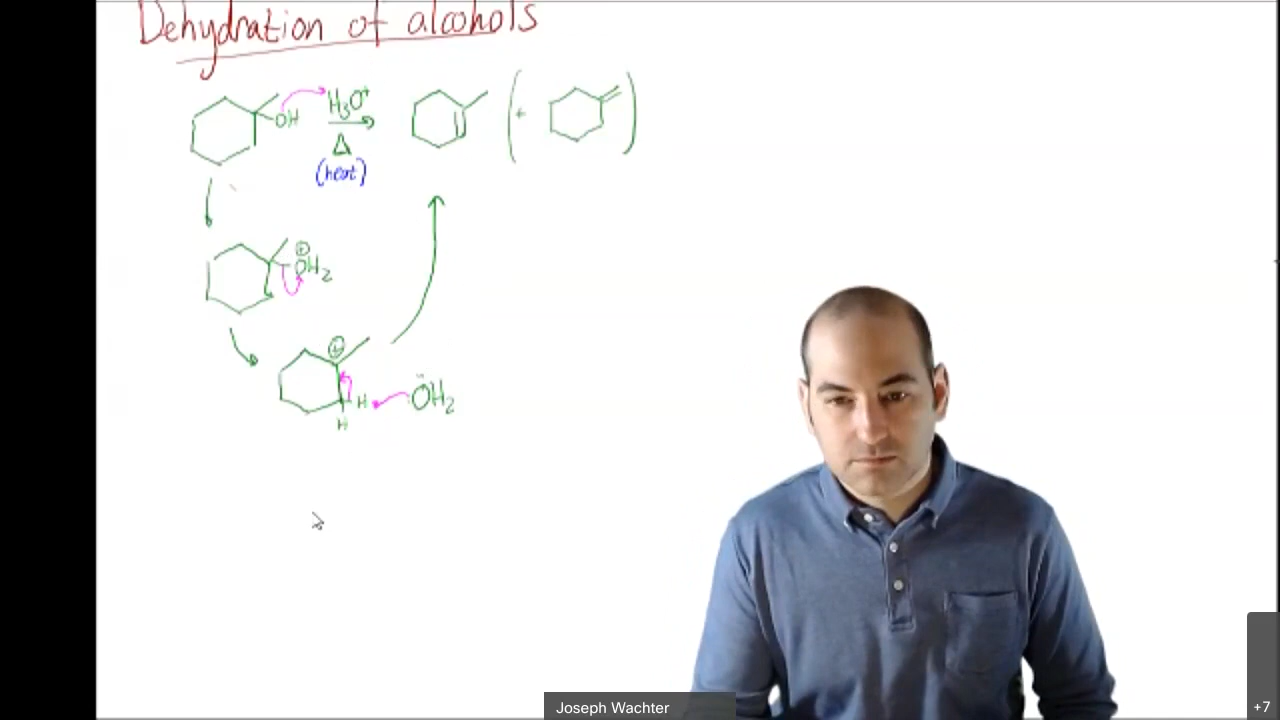 Dehydration of alcohols
OH
H₃O⁺
Δ
(heat)
(+ )
⊕
OH₂
⊕
H
H
:ÖH₂
Joseph Wachter
+7